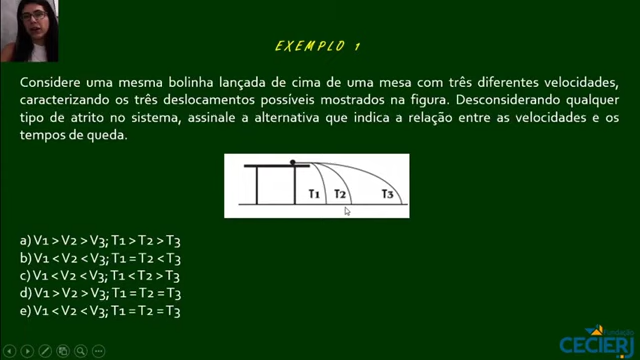 EXEMPLO 1
Considere uma mesma bolinha lançada de cima de uma mesa com três diferentes velocidades,
caracterizando os três deslocamentos possíveis mostrados na figura. Desconsiderando qualquer
tipo de atrito no sistema, assinale a alternativa que indica a relação entre as velocidades e os
tempos de queda.
T1 T2 T3
a) V1 > V2 > V3; T1 > T2 > T3
b) V1 < V2 < V3; T1 = T2 < T3
c) V1 < V2 < V3; T1 < T2 > T3
d) V1 > V2 > V3; T1 = T2 = T3
e) V1 < V2 < V3; T1 = T2 = T3
Fundação
CECIERJ